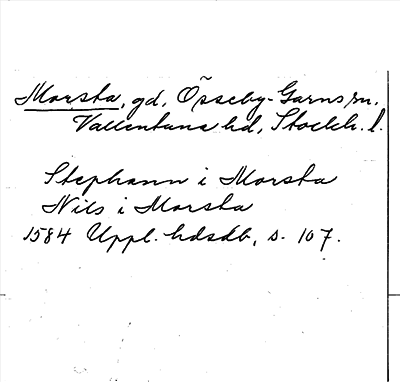 Morsta, gd, Össeby-Garns sn,
Vallentuna hd, Stockh. l.
Stephann i Morsta
Nils i Morsta
1584 Uppl. hdsdb, s. 107.